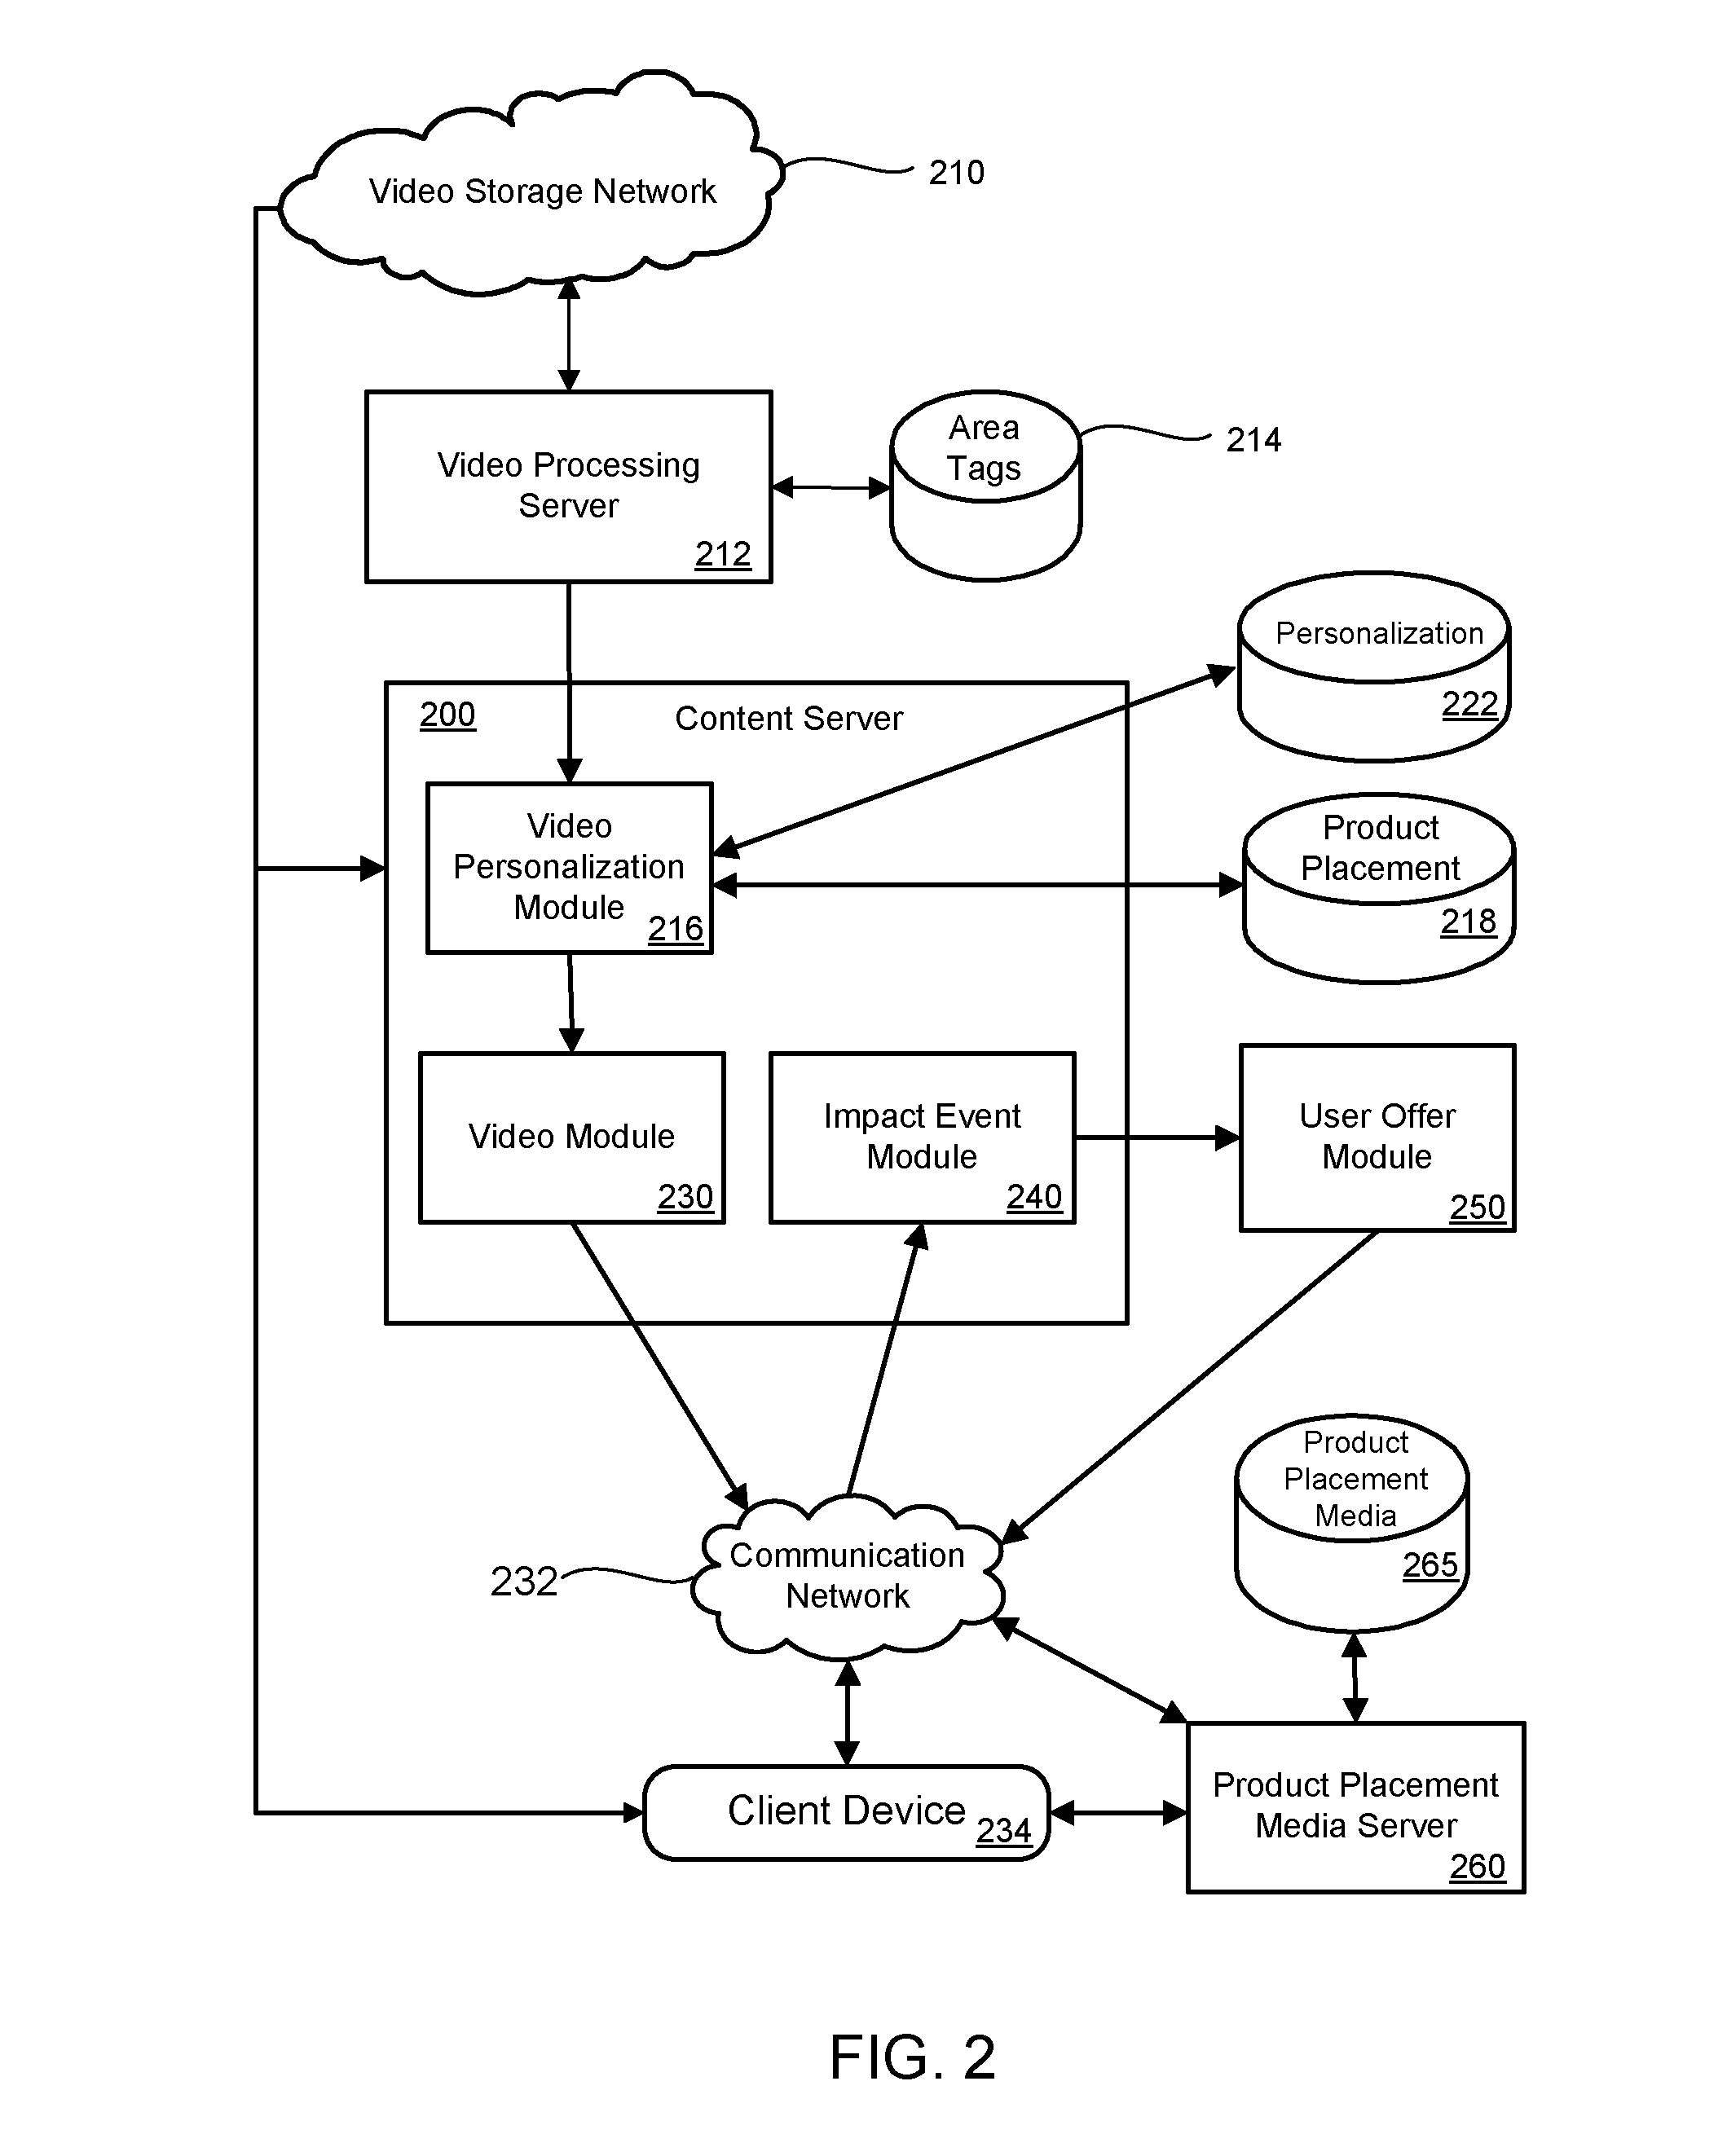 Video Storage Network
210
Video Processing
Server
212
Area
Tags
214
Personalization
222
200
Content Server
Video
Personalization
Module
216
Product
Placement
218
Video Module
230
Impact Event
Module
240
User Offer
Module
250
Product
Placement
Media
265
232
Communication
Network
Client Device
234
Product Placement
Media Server
260
FIG. 2